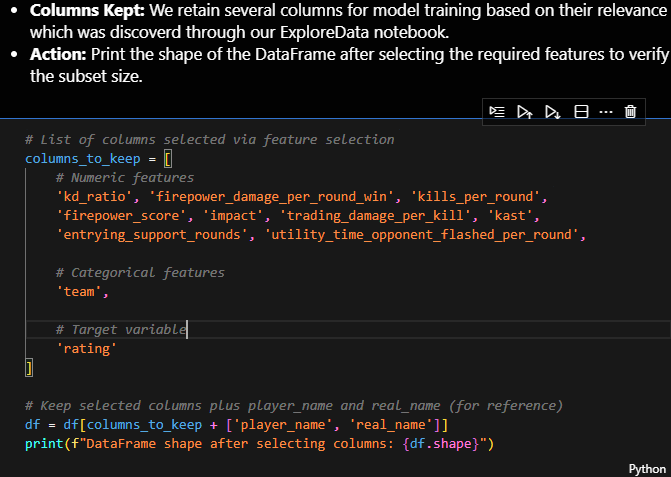 • Columns Kept: We retain several columns for model training based on their relevance
which was discoverd through our ExploreData notebook.
• Action: Print the shape of the DataFrame after selecting the required features to verify
the subset size.
# List of columns selected via feature selection
columns_to_keep = [
    # Numeric features
    'kd_ratio', 'firepower_damage_per_round_win', 'kills_per_round',
    'firepower_score', 'impact', 'trading_damage_per_kill', 'kast',
    'entrying_support_rounds', 'utility_time_opponent_flashed_per_round',
    # Categorical features
    'team',
    # Target variable
    'rating'
]
# Keep selected columns plus player_name and real_name (for reference)
df = df[columns_to_keep + ['player_name', 'real_name']]
print(f"DataFrame shape after selecting columns: {df.shape}")
Python